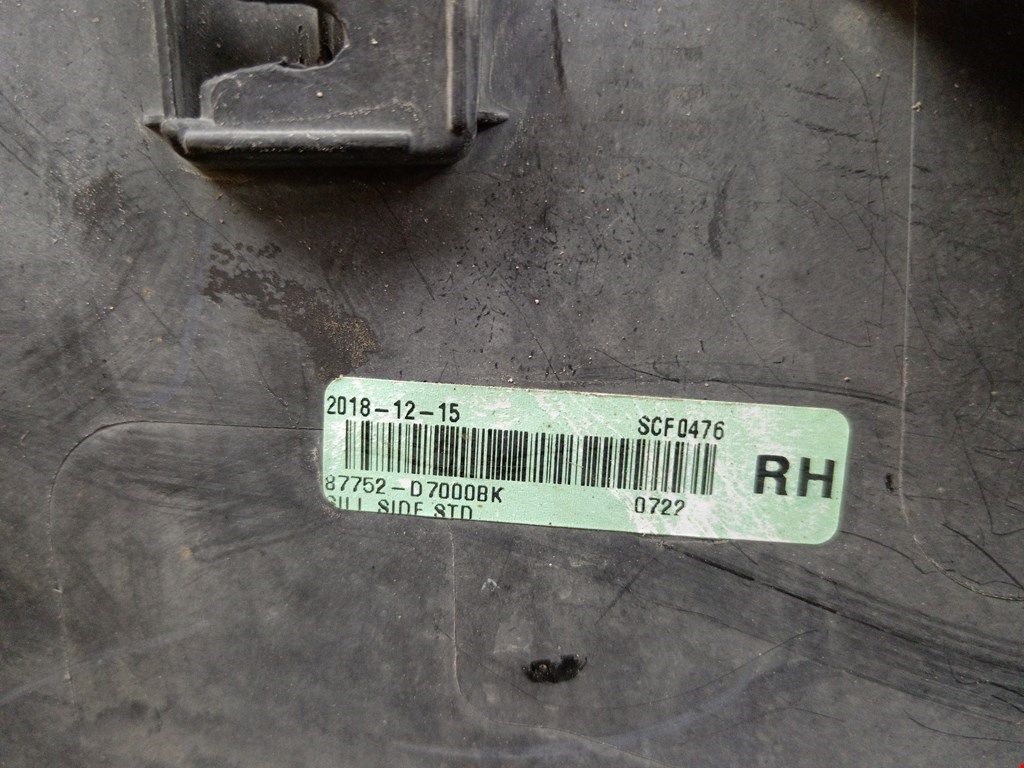 2018-12-15
SCF0476
RH
87752-D7000BK
0722
SILL SIDE STD